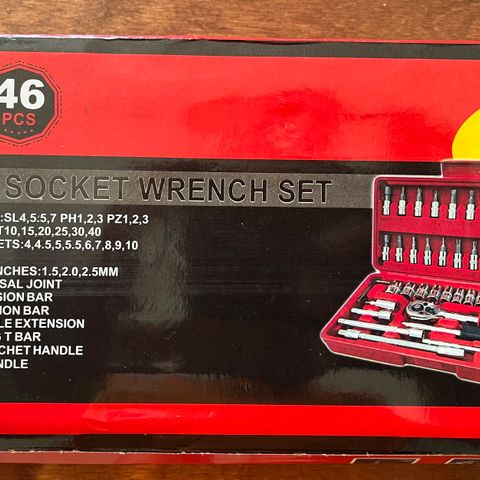 46
PCS
SOCKET WRENCH SET
:SL4,5:5,7 PH1,2,3 PZ1,2,3
T10,15,20,25,30,40
ETS:4,4.5,5,5.5,6,7,8,9,10
NCHES:1.5,2.0,2.5MM
SAL JOINT
SION BAR
ION BAR
LE EXTENSION
G T BAR
CHET HANDLE
NDLE